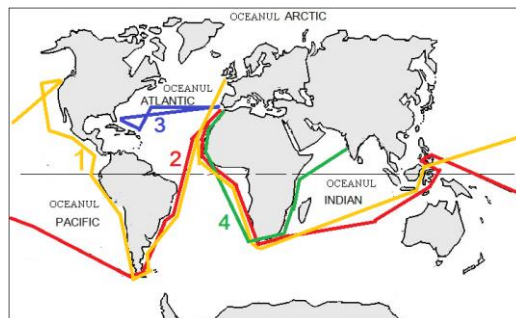 OCEANUL ARCTIC
OCEANUL
ATLANTIC
3
2
1
OCEANUL
PACIFIC
OCEANUL
INDIAN
4